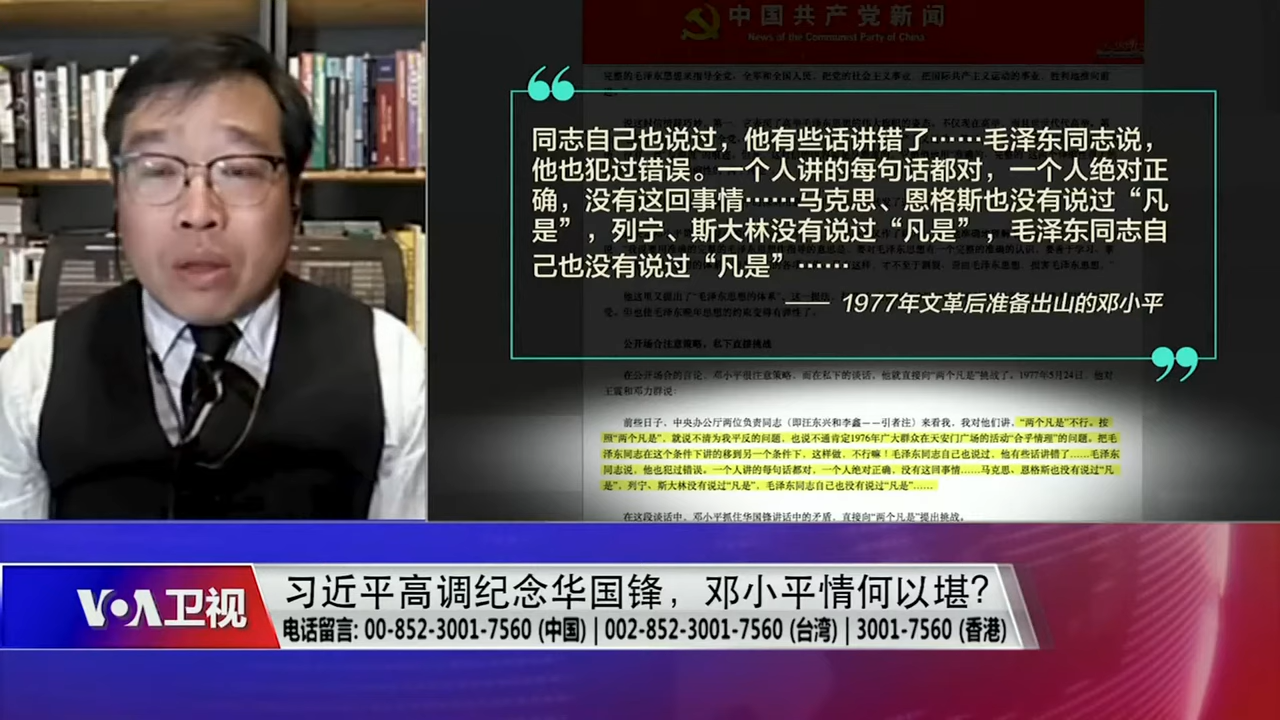 中国共产党新闻
News of the Communist Party of China
同志自己也说过，他有些话讲错了……毛泽东同志说，
他也犯过错误。一个人讲的每句话都对，一个人绝对正
确，没有这回事情……马克思、恩格斯也没有说过“凡
是”，列宁、斯大林没有说过“凡是”，毛泽东同志自
己也没有说过“凡是”……
—— 1977年文革后准备出山的邓小平
公开场合注意策略，私下直接挑战
在公开场合的言论，邓小平很注意策略，而在私下的谈话，他就直接向“两个凡是”挑战了。1977年5月24日，他对
王震和邓力群说：
前些日子，中央办公厅两位负责同志（即汪东兴和李鑫——引者注）来看我，我对他们讲，“两个凡是”不行。按
照“两个凡是”，就说不清为我平反的问题，也说不通肯定1976年广大群众在天安门广场的活动“合乎情理”的问题。把毛
泽东同志在这个条件下讲的移到另一个条件下，这样做，不行嘛！毛泽东同志自己也说过，他有些话讲错了……毛泽东
同志说，他也犯过错误。一个人讲的每句话都对，一个人绝对正确，没有这回事情……马克思、恩格斯也没有说过“凡
是”，列宁、斯大林没有说过“凡是”，毛泽东同志自己也没有说过“凡是”……
在这段谈话中，邓小平抓住华国锋讲话中的矛盾，直接向“两个凡是”提出挑战。
VOA卫视
习近平高调纪念华国锋，邓小平情何以堪？
电话留言: 00-852-3001-7560 (中国) | 002-852-3001-7560 (台湾) | 3001-7560 (香港)